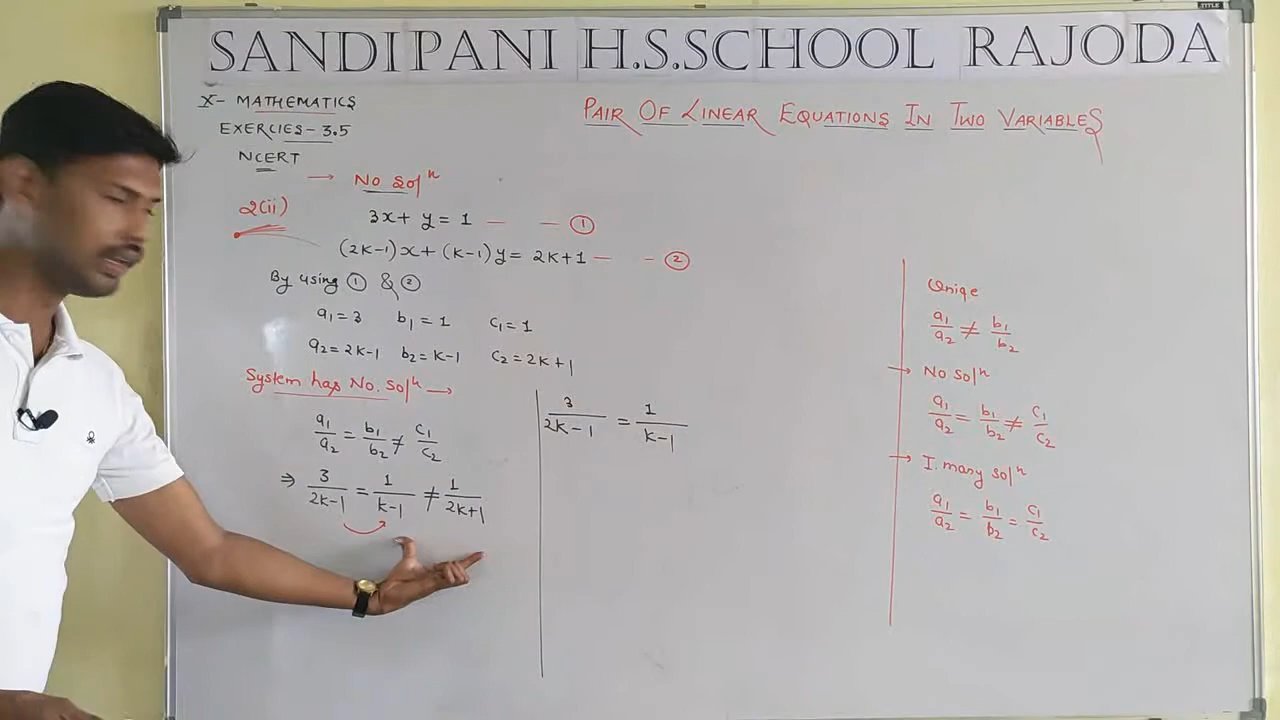 TITLE
SANDIPANI H.S.SCHOOL RAJODA
X- MATHEMATICS
EXERCIES-3.5
NCERT
PAIR OF LINEAR EQUATIONS IN TWO VARIABLES
→ No Solⁿ
2(ii)
3x+ y = 1 — — ①
(2K-1)x + (K-1)y = 2K+1 — - ②
By using ① & ②
a₁=3 b₁=1 c₁=1
a₂=2K-1 b₂=K-1 c₂=2K+1
System has No. Solⁿ →
a₁/a₂ = b₁/b₂ ≠ c₁/c₂
⇒ 3/2K-1 = 1/K-1 ≠ 1/2K+1
3/2K-1 = 1/K-1
Uniqe
a₁/a₂ ≠ b₁/b₂
→ No Solⁿ
a₁/a₂ = b₁/b₂ ≠ c₁/c₂
→ I. many Solⁿ
a₁/a₂ = b₁/b₂ = c₁/c₂